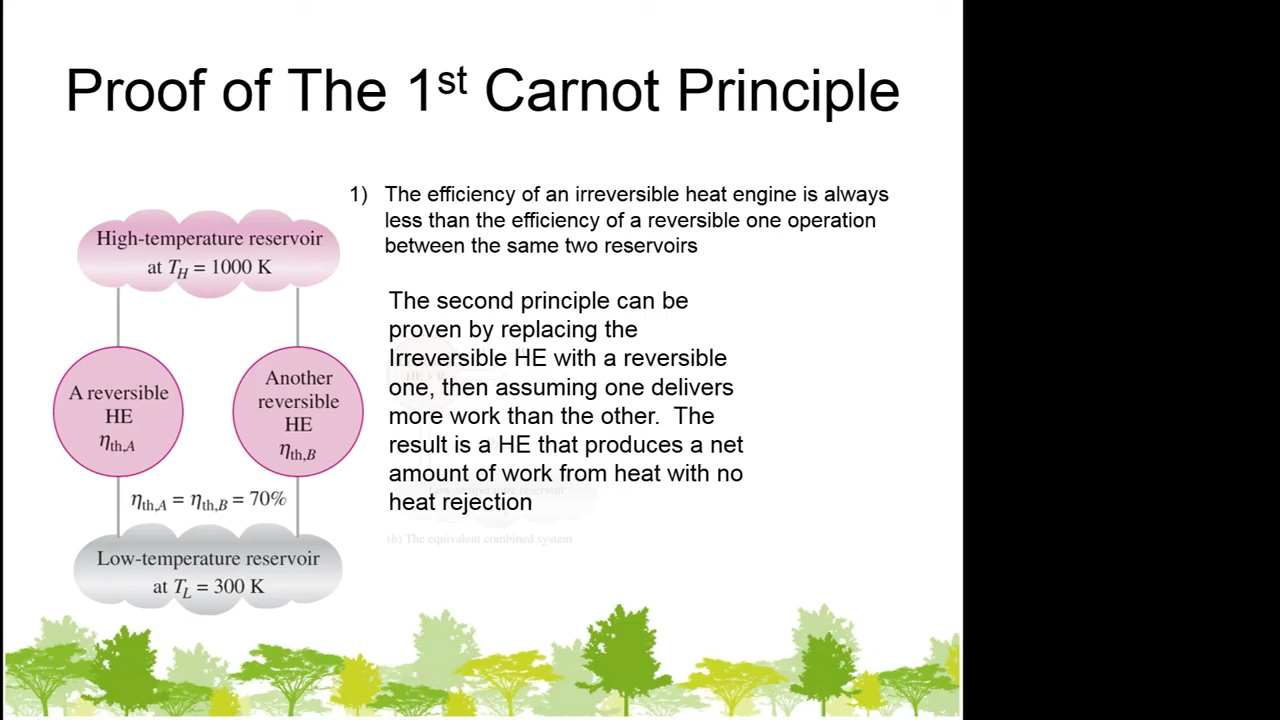 Proof of The 1st Carnot Principle
1) The efficiency of an irreversible heat engine is always
less than the efficiency of a reversible one operation
between the same two reservoirs
The second principle can be
proven by replacing the
Irreversible HE with a reversible
one, then assuming one delivers
more work than the other. The
result is a HE that produces a net
amount of work from heat with no
heat rejection
High-temperature reservoir
at TH = 1000 K
A reversible
HE
ηth,A
Another
reversible
HE
ηth,B
ηth,A = ηth,B = 70%
Low-temperature reservoir
at TL = 300 K
(b) The equivalent combined system